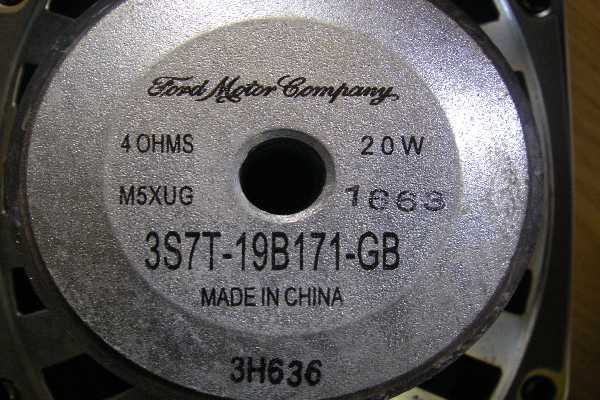 Ford Motor Company
4 OHMS 20W
M5XUG 1663
3S7T-19B171-GB
MADE IN CHINA
3H636